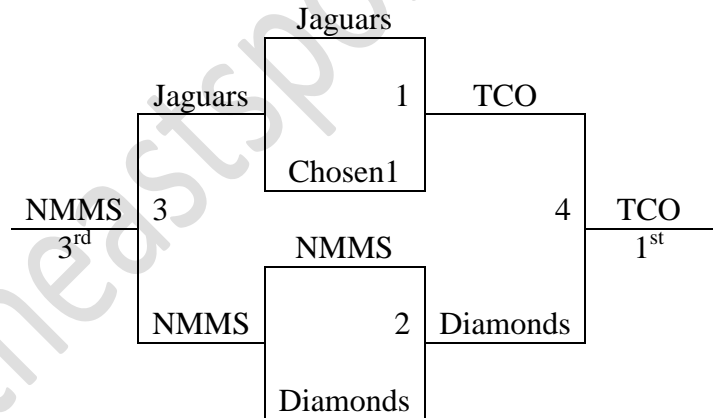 Jaguars
Jaguars 1 TCO
Chosen1
NMMS 3 4 TCO
3rd 1st
NMMS
NMMS 2 Diamonds
Diamonds